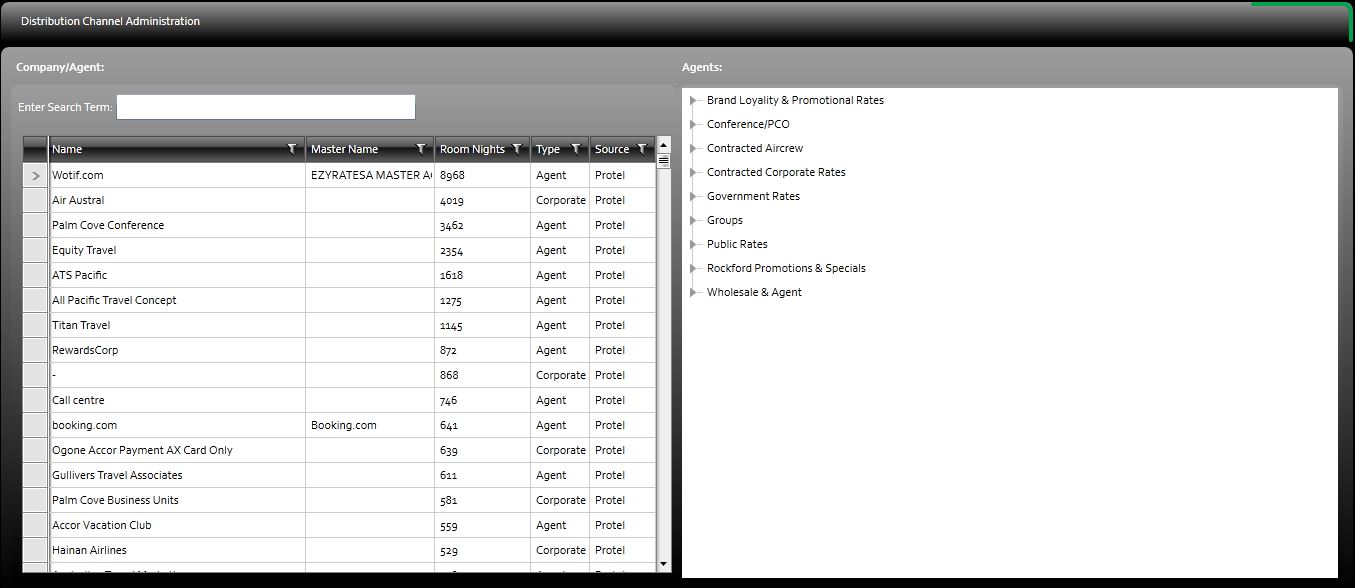 Distribution Channel Administration
Company/Agent:
Enter Search Term:
Name Master Name Room Nights Type Source
Wotif.com EZYRATESA MASTER 8968 Agent Protel
Air Austral 4019 Corporate Protel
Palm Cove Conference 3462 Agent Protel
Equity Travel 2354 Agent Protel
ATS Pacific 1618 Agent Protel
All Pacific Travel Concept 1275 Agent Protel
Titan Travel 1145 Agent Protel
RewardsCorp 872 Agent Protel
- 868 Corporate Protel
Call centre 746 Agent Protel
booking.com Booking.com 641 Agent Protel
Ogone Accor Payment AX Card Only 639 Corporate Protel
Gullivers Travel Associates 611 Agent Protel
Palm Cove Business Units 581 Corporate Protel
Accor Vacation Club 559 Agent Protel
Hainan Airlines 529 Corporate Protel
Agents:
Brand Loyality & Promotional Rates
Conference/PCO
Contracted Aircrew
Contracted Corporate Rates
Government Rates
Groups
Public Rates
Rockford Promotions & Specials
Wholesale & Agent